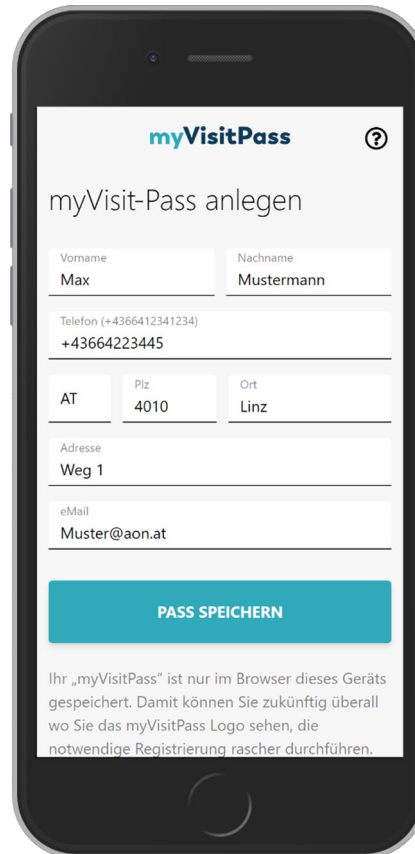 myVisitPass
?
myVisit-Pass anlegen
Vorname Nachname
Max Mustermann
Telefon (+4366412341234)
+43664223445
Plz Ort
AT 4010 Linz
Adresse
Weg 1
eMail
Muster@aon.at
PASS SPEICHERN
Ihr „myVisitPass" ist nur im Browser dieses Geräts
gespeichert. Damit können Sie zukünftig überall
wo Sie das myVisitPass Logo sehen, die
notwendige Registrierung rascher durchführen.